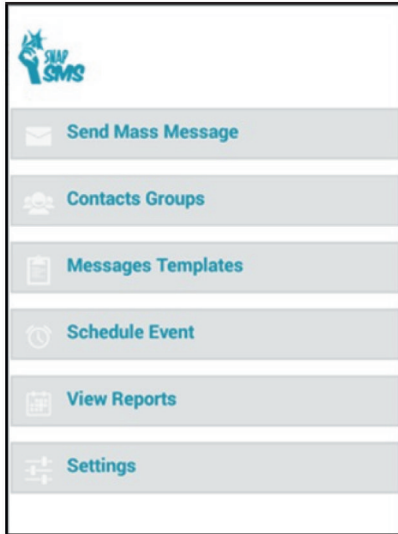 SNAP
SMS
Send Mass Message
Contacts Groups
Messages Templates
Schedule Event
View Reports
Settings